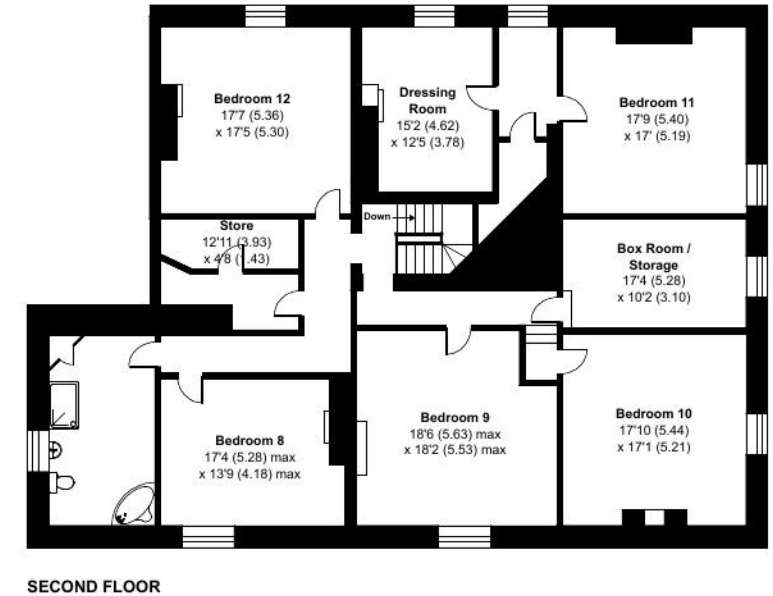 Bedroom 12
17'7 (5.36)
x 17'5 (5.30)
Dressing
Room
15'2 (4.62)
x 12'5 (3.78)
Bedroom 11
17'9 (5.40)
x 17' (5.19)
Down
Store
12'11 (3.93)
x 4'8 (1.43)
Box Room /
Storage
17'4 (5.28)
x 10'2 (3.10)
Bedroom 8
17'4 (5.28) max
x 13'9 (4.18) max
Bedroom 9
18'6 (5.63) max
x 18'2 (5.53) max
Bedroom 10
17'10 (5.44)
x 17'1 (5.21)
SECOND FLOOR